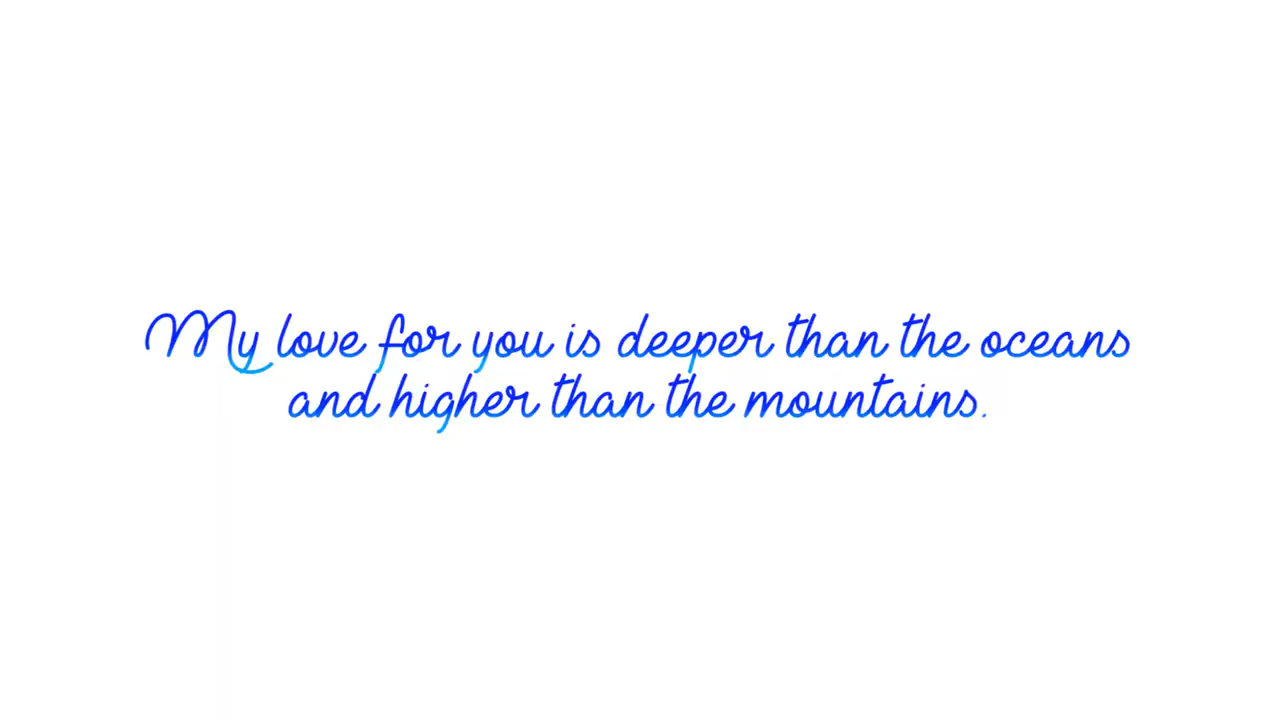 My love for you is deeper than the oceans
and higher than the mountains.